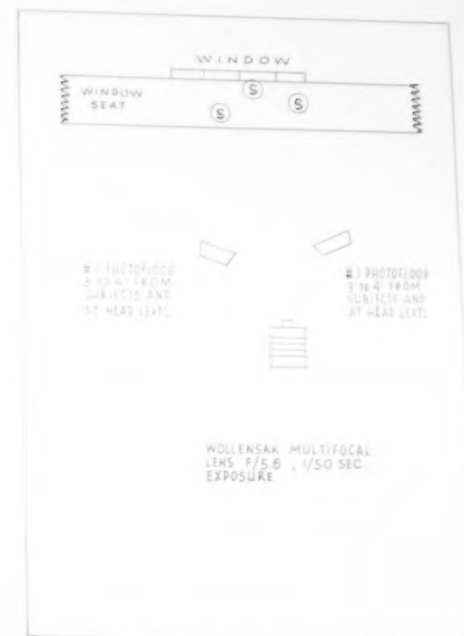 WINDOW
WINDOW
SEAT
S
S
S
# 1 PHOTOFLOOD
3' TO 4' FROM
SUBJECTS AND
AT HEAD LEVEL
# 1 PHOTOFLOOD
3' TO 4' FROM
SUBJECTS AND
AT HEAD LEVEL
WOLLENSAK MULTIFOCAL
LENS F/5.6 , 1/50 SEC
EXPOSURE